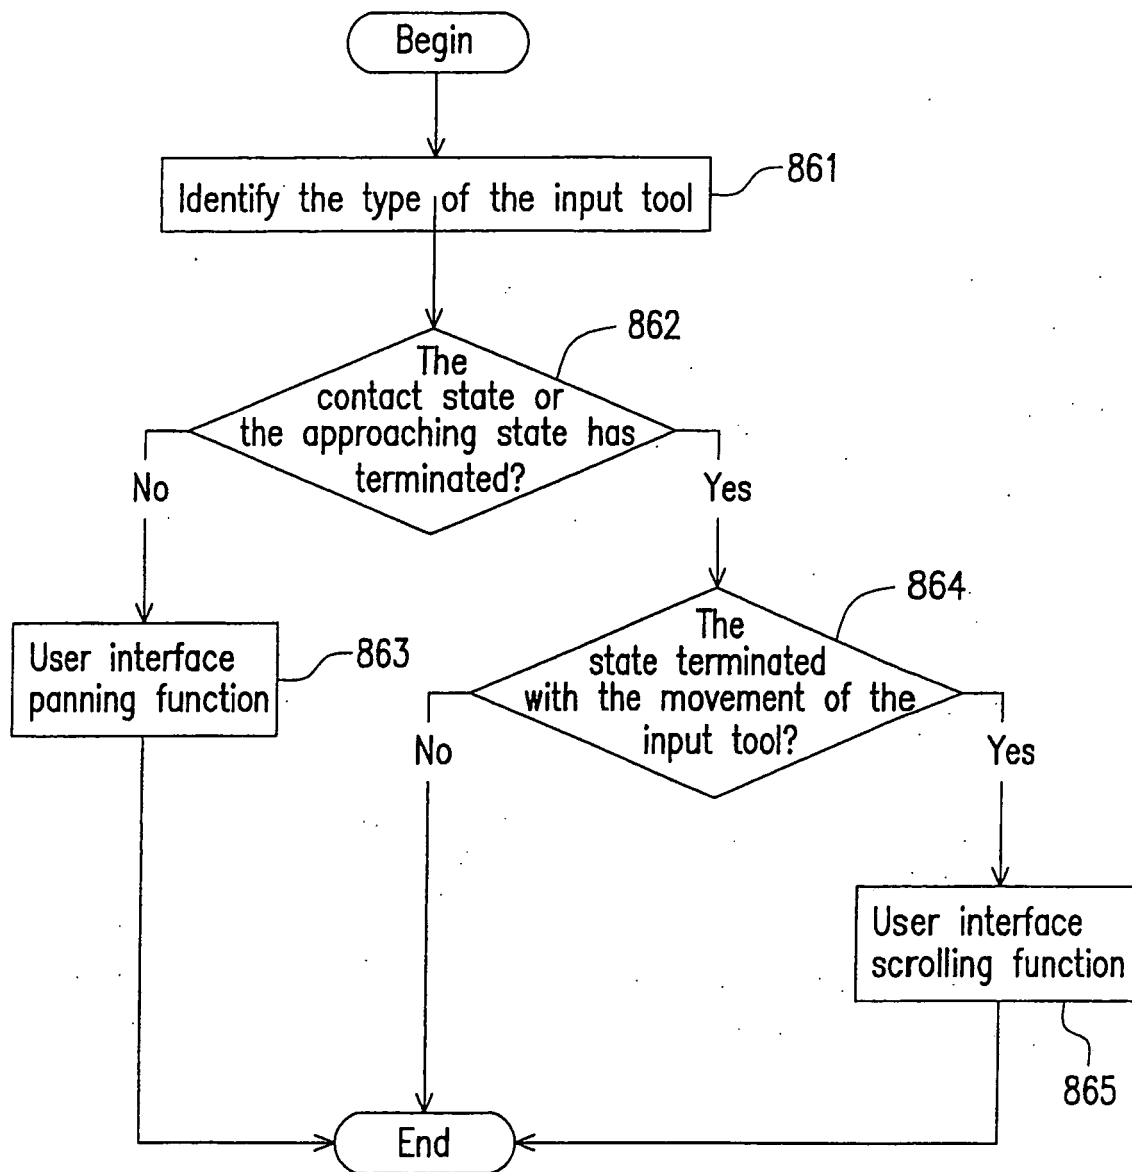 Begin
Identify the type of the input tool
861
862
The
contact state or
the approaching state has
terminated?
No
Yes
864
The
state terminated
with the movement of the
input tool?
User interface
panning function
863
No
Yes
User interface
scrolling function
865
End